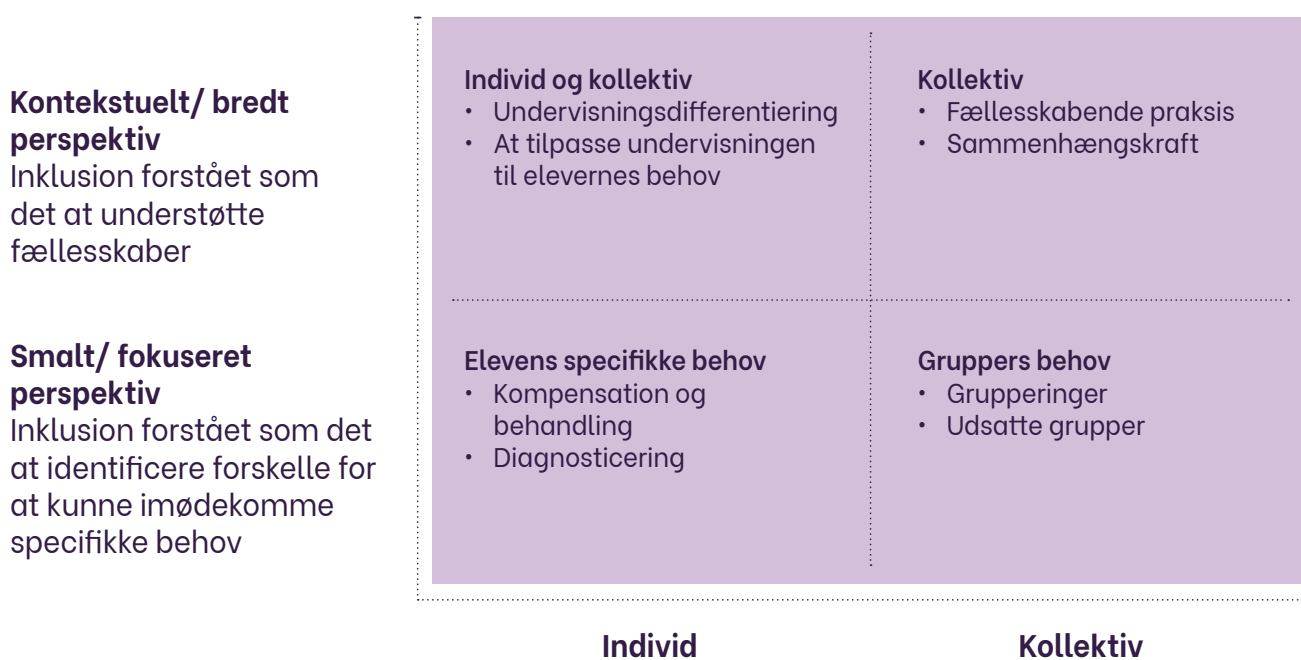 Kontekstuelt/ bredt
perspektiv
Inklusion forstået som
det at understøtte
fællesskaber
Individ og kollektiv
• Undervisningsdifferentiering
• At tilpasse undervisningen
til elevernes behov
Kollektiv
• Fællesskabende praksis
• Sammenhængskraft
Smalt/ fokuseret
perspektiv
Inklusion forstået som det
at identificere forskelle for
at kunne imødekomme
specifikke behov
Elevens specifikke behov
• Kompensation og
behandling
• Diagnosticering
Gruppers behov
• Grupperinger
• Udsatte grupper
Individ
Kollektiv